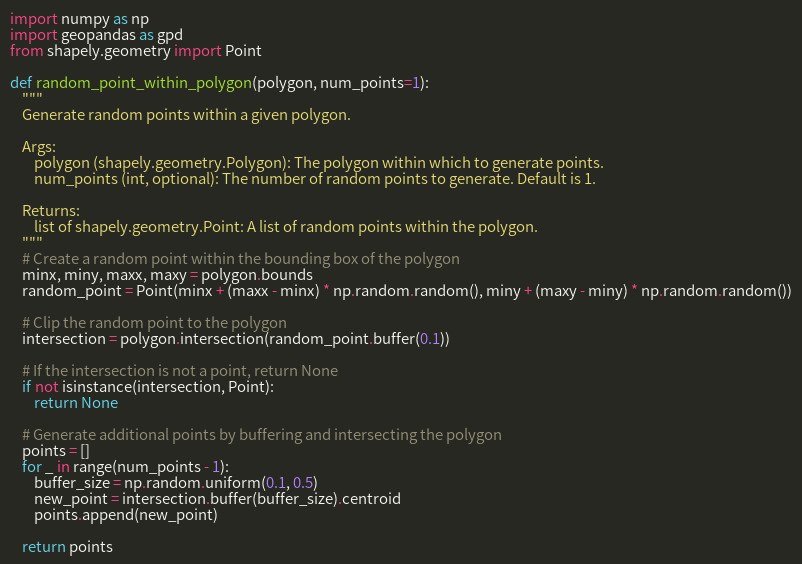 import numpy as np
import geopandas as gpd
from shapely.geometry import Point

def random_point_within_polygon(polygon, num_points=1):
    """
    Generate random points within a given polygon.

    Args:
        polygon (shapely.geometry.Polygon): The polygon within which to generate points.
        num_points (int, optional): The number of random points to generate. Default is 1.

    Returns:
        list of shapely.geometry.Point: A list of random points within the polygon.
    """
    # Create a random point within the bounding box of the polygon
    minx, miny, maxx, maxy = polygon.bounds
    random_point = Point(minx + (maxx - minx) * np.random.random(), miny + (maxy - miny) * np.random.random())

    # Clip the random point to the polygon
    intersection = polygon.intersection(random_point.buffer(0.1))

    # If the intersection is not a point, return None
    if not isinstance(intersection, Point):
        return None

    # Generate additional points by buffering and intersecting the polygon
    points = []
    for _ in range(num_points - 1):
        buffer_size = np.random.uniform(0.1, 0.5)
        new_point = intersection.buffer(buffer_size).centroid
        points.append(new_point)

    return points